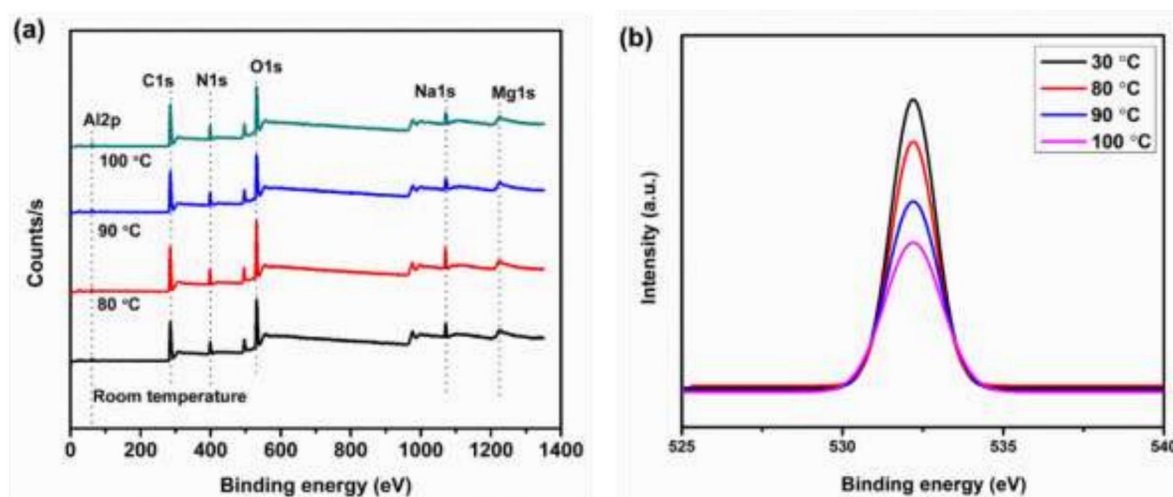 (a)
Al2p
C1s
N1s
O1s
Na1s
Mg1s
100 °C
90 °C
80 °C
Room temperature
Counts/s
0 200 400 600 800 1000 1200 1400
Binding energy (eV)
(b)
30 °C
80 °C
90 °C
100 °C
Intensity (a.u.)
525 530 535 540
Binding energy (eV)